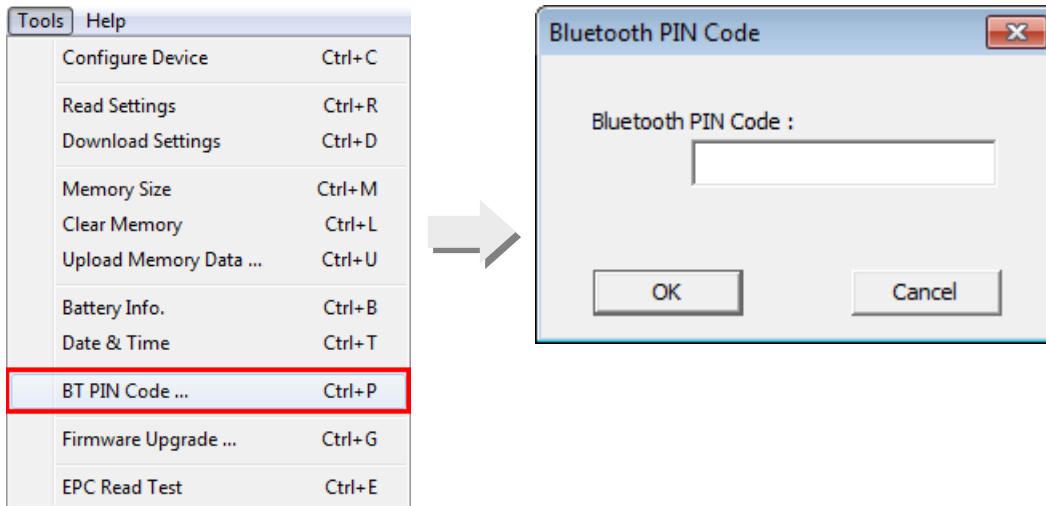 Tools Help
Configure Device Ctrl+C
Read Settings Ctrl+R
Download Settings Ctrl+D
Memory Size Ctrl+M
Clear Memory Ctrl+L
Upload Memory Data ... Ctrl+U
Battery Info. Ctrl+B
Date & Time Ctrl+T
BT PIN Code ... Ctrl+P
Firmware Upgrade ... Ctrl+G
EPC Read Test Ctrl+E
Bluetooth PIN Code
Bluetooth PIN Code :
OK Cancel